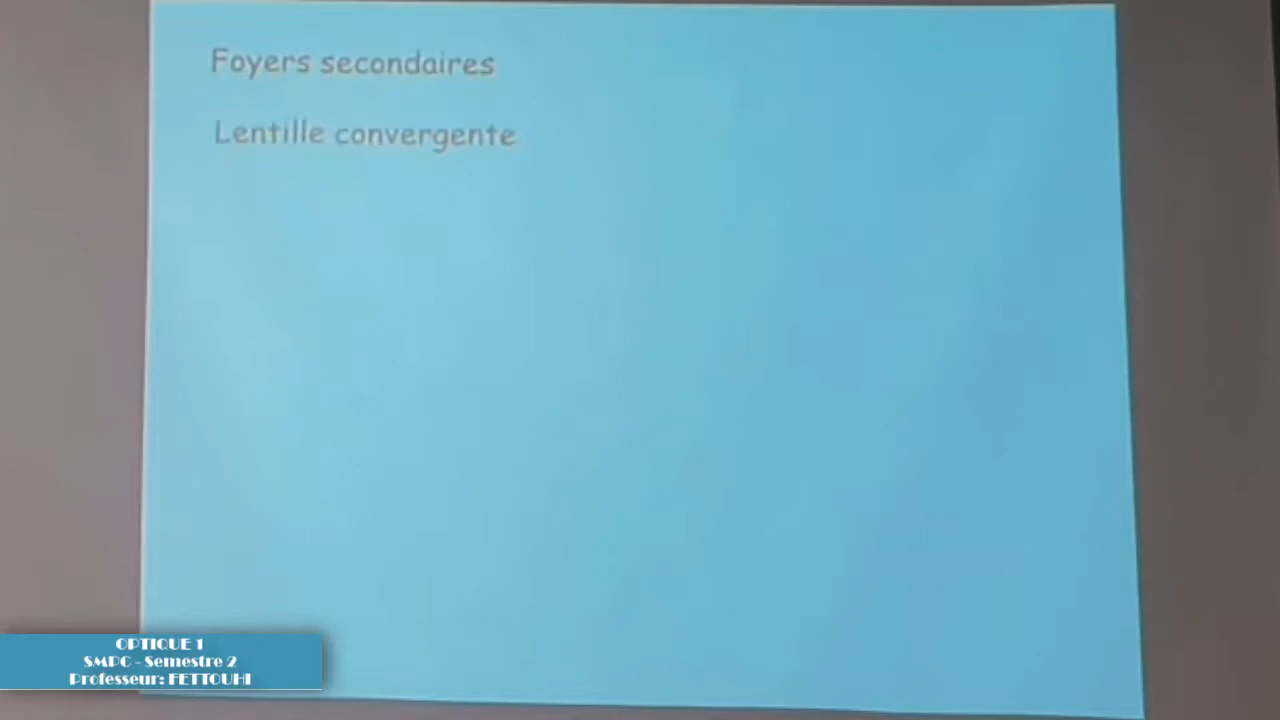 Foyers secondaires
Lentille convergente
OPTIQUE 1
SMPC - Semestre 2
Professeur: FETTOUHI